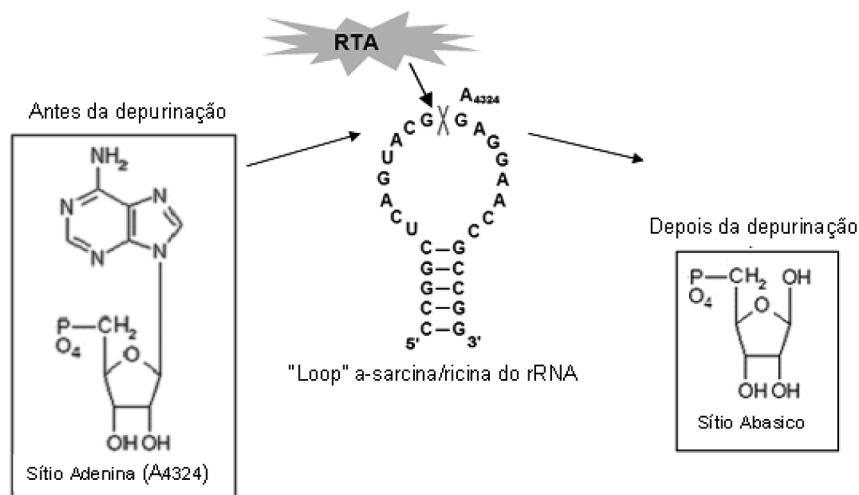 RTA
Antes da depurinação
A4324
NH2
N
N
N
N
P
O4
CH2
O
OH OH
Sítio Adenina (A4324)
G G
C A
A G
U G
G A
A A
C C
U C
C – G
G – C
G – C
C – G
C – G
5' 3'
"Loop" a-sarcina/ricina do rRNA
Depois da depurinação
P
O4
CH2 OH
O
OH OH
Sítio Abasico